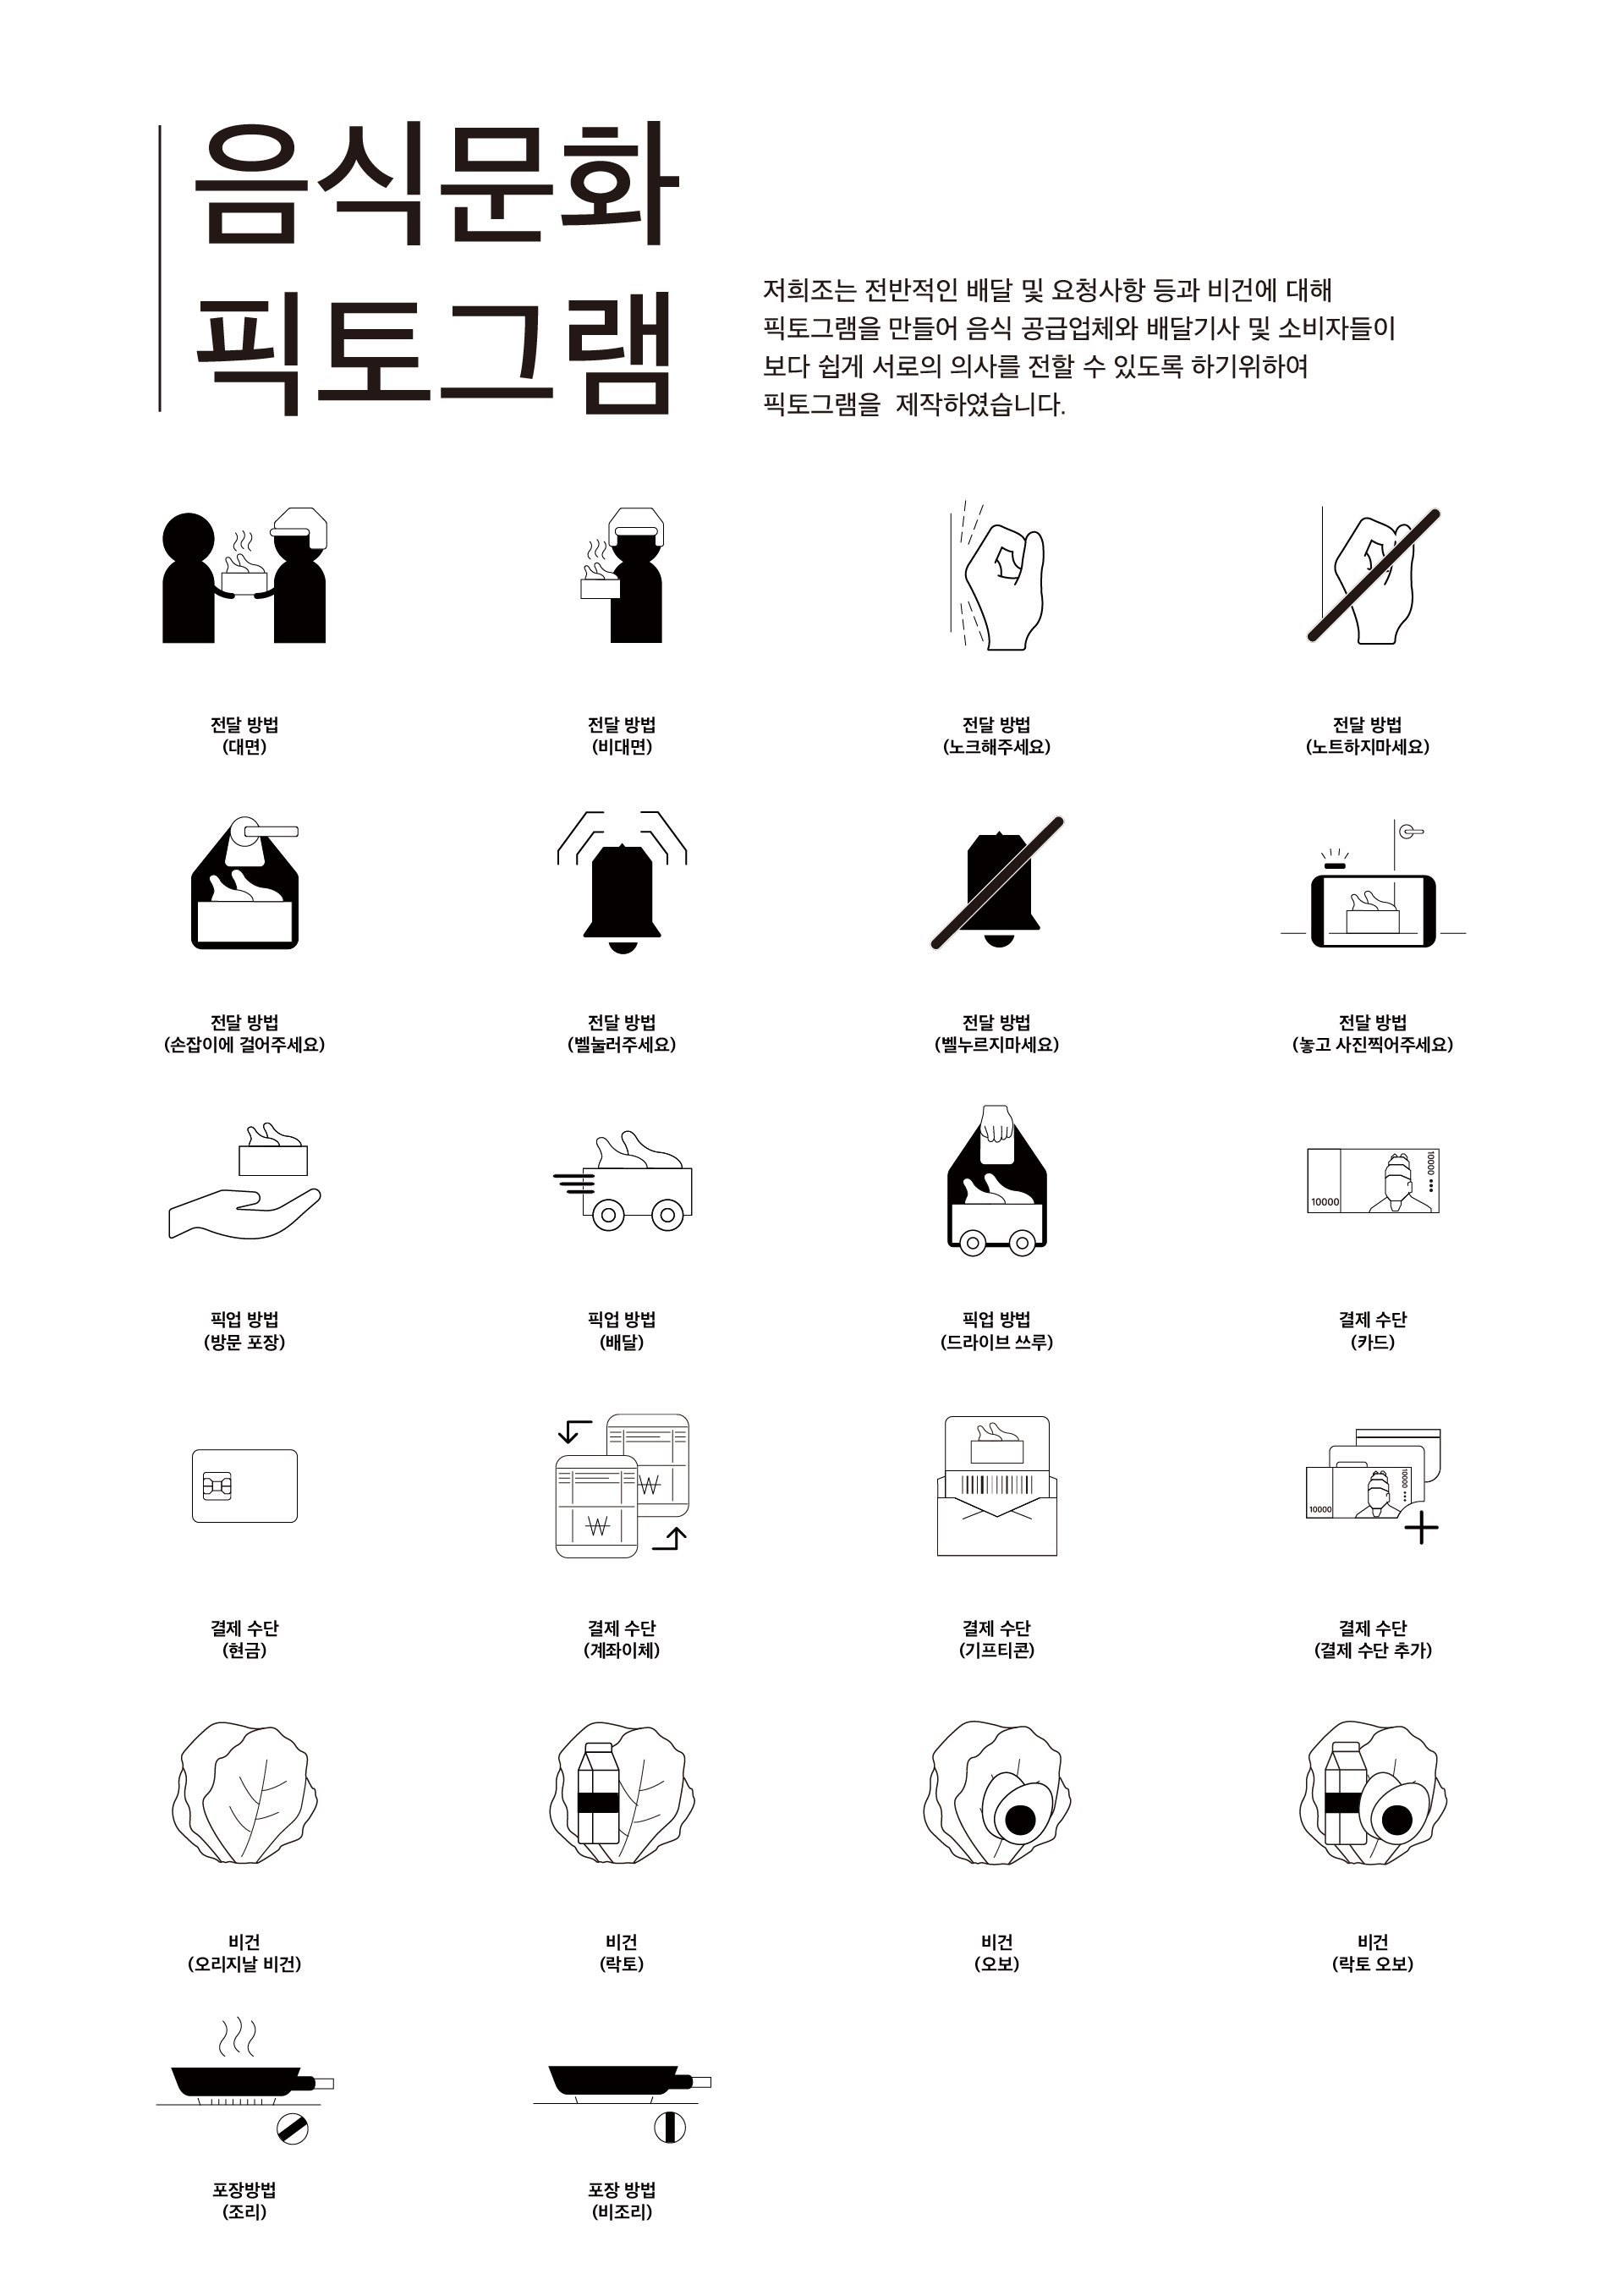 음식문화
픽토그램
저희조는 전반적인 배달 및 요청사항 등과 비건에 대해
픽토그램을 만들어 음식 공급업체와 배달기사 및 소비자들이
보다 쉽게 서로의 의사를 전할 수 있도록 하기위하여
픽토그램을 제작하였습니다.
전달 방법
(대면)
전달 방법
(비대면)
전달 방법
(노크해주세요)
전달 방법
(노트하지마세요)
전달 방법
(손잡이에 걸어주세요)
전달 방법
(벨눌러주세요)
전달 방법
(벨누르지마세요)
전달 방법
(놓고 사진찍어주세요)
픽업 방법
(방문 포장)
픽업 방법
(배달)
픽업 방법
(드라이브 쓰루)
10000
10000
결제 수단
(카드)
결제 수단
(현금)
₩
₩
결제 수단
(계좌이체)
결제 수단
(기프티콘)
10000
10000
결제 수단
(결제 수단 추가)
비건
(오리지날 비건)
비건
(락토)
비건
(오보)
비건
(락토 오보)
포장방법
(조리)
포장 방법
(비조리)